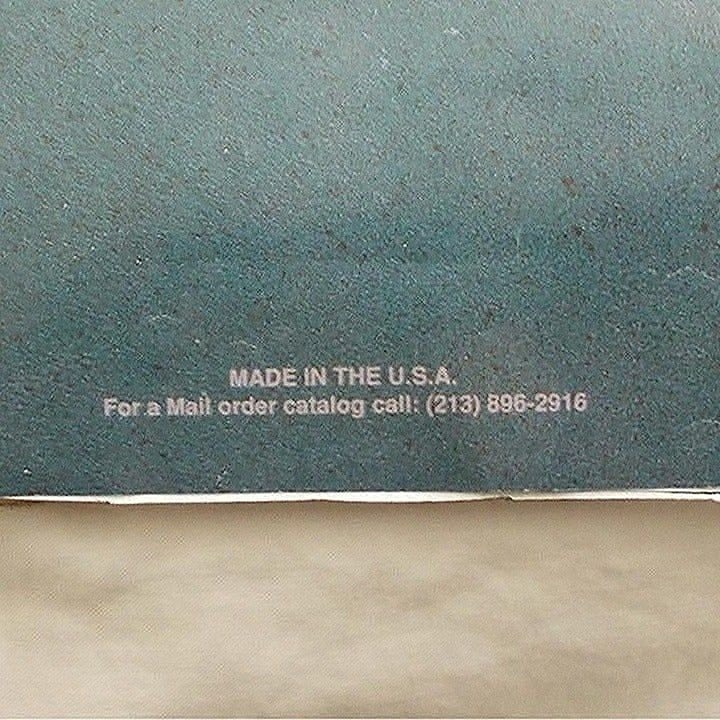 MADE IN THE U.S.A.
For a Mail order catalog call: (213) 896-2916